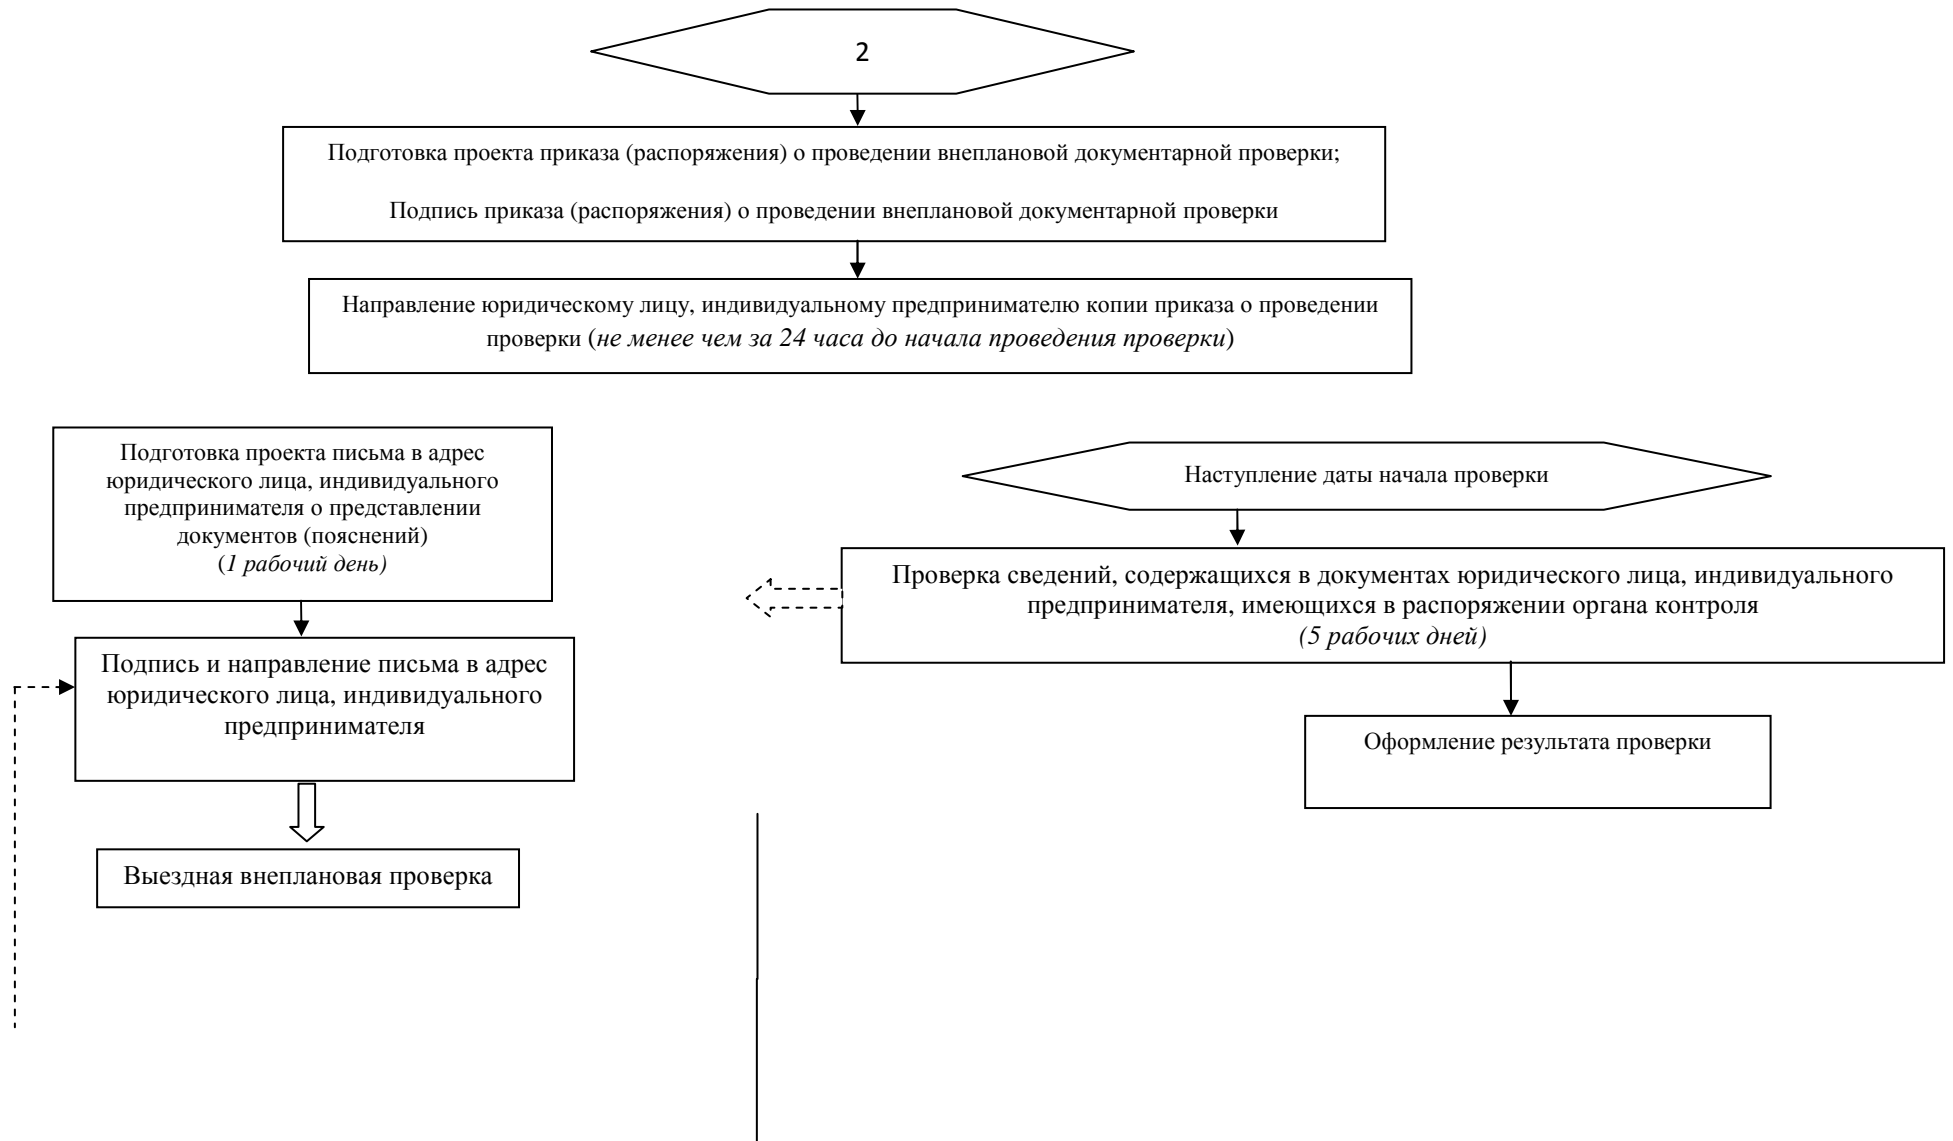 2
Подготовка проекта приказа (распоряжения) о проведении внеплановой документарной проверки;
Подпись приказа (распоряжения) о проведении внеплановой документарной проверки
Направление юридическому лицу, индивидуальному предпринимателю копии приказа о проведении
проверки (не менее чем за 24 часа до начала проведения проверки)
Подготовка проекта письма в адрес
юридического лица, индивидуального
предпринимателя о представлении
документов (пояснений)
(1 рабочий день)
Подпись и направление письма в адрес
юридического лица, индивидуального
предпринимателя
Выездная внеплановая проверка
Наступление даты начала проверки
Проверка сведений, содержащихся в документах юридического лица, индивидуального
предпринимателя, имеющихся в распоряжении органа контроля
(5 рабочих дней)
Оформление результата проверки